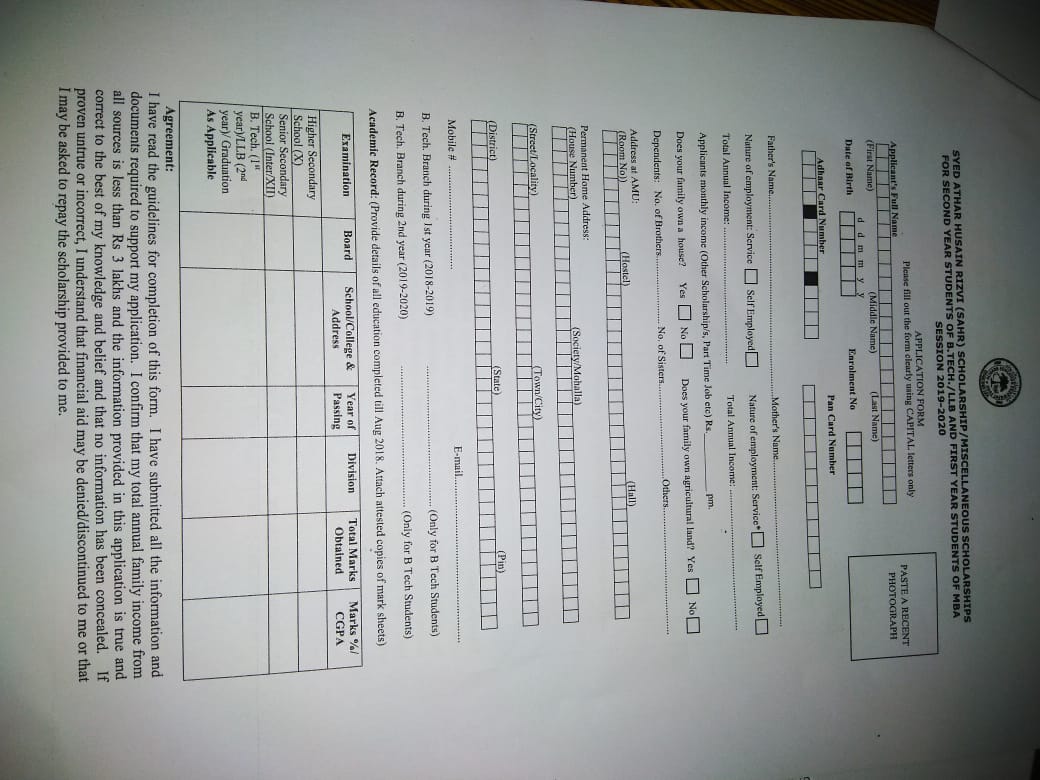 SYED ATHAR HUSAIN RIZVI (SAHR) SCHOLARSHIP/MISCELLANEOUS SCHOLARSHIPS
FOR SECOND YEAR STUDENTS OF B.TECH./LLB AND FIRST YEAR STUDENTS OF MBA
SESSION 2019-2020
APPLICATION FORM
Please fill out the form clearly using CAPITAL letters only
PASTE A RECENT
PHOTOGRAPH
Applicant's Full Name
(First Name) (Middle Name) (Last Name)
d d m m y y
Date of Birth Enrolment No
Adhaar Card Number Pan Card Number
Father's Name Mother's Name
Nature of employment: Service Self Employed Nature of employment: Service* Self Employed
Total Annual Income: Total Annual Income:
Applicants monthly income (Other Scholarship's, Part Time Job etc) Rs. pm.
Does your family own a house? Yes No Does your family own agricultural land? Yes No
Dependents: No. of Brothers No. of Sisters Others
Address at AMU:
(Room No)) (Hostel) (Hall)
Permanent Home Address:
(House Number) (Society/Mohalla)
(Street/Locality) (Town/City)
(District) (State) (Pin)
Mobile # E-mail
B. Tech. Branch during 1st year (2018-2019) (Only for B Tech Students)
B. Tech. Branch during 2nd year (2019-2020) (Only for B Tech Students)
Academic Record: (Provide details of all education completed till Aug 2018. Attach attested copies of mark sheets)
Examination Board School/College & Address Year of Passing Division Total Marks Obtained Marks %/ CGPA
Higher Secondary
School (X)
Senior Secondary
School (Inter/XII)
B. Tech. (1st
year)/LLB /2nd
year)/ Graduation
As Applicable
Agreement:
I have read the guidelines for completion of this form. I have submitted all the information and
documents required to support my application. I confirm that my total annual family income from
all sources is less than Rs 3 lakhs and the information provided in this application is true and
correct to the best of my knowledge and belief and that no information has been concealed. If
proven untrue or incorrect, I understand that financial aid may be denied/discontinued to me or that
I may be asked to repay the scholarship provided to me.